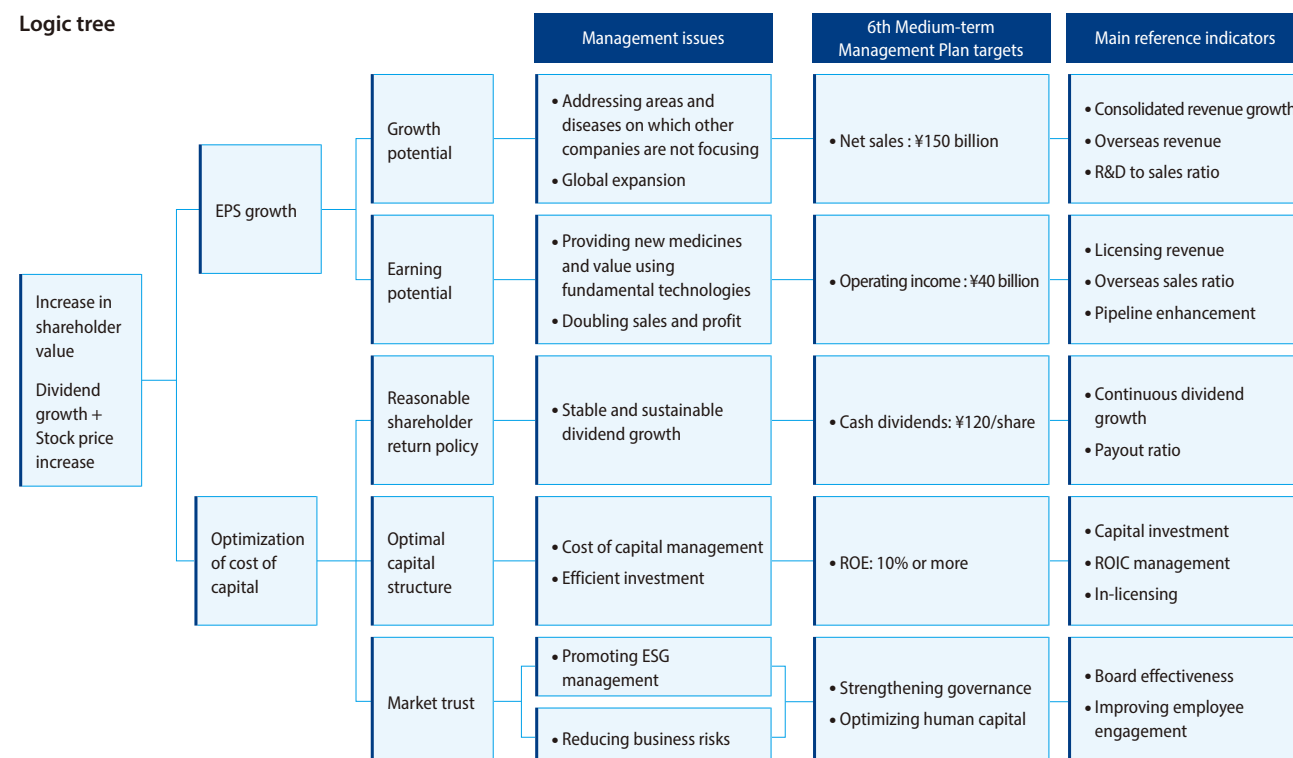 Logic tree
Management issues
6th Medium-term
Management Plan targets
Main reference indicators
Increase in
shareholder
value
Dividend
growth +
Stock price
increase
EPS growth
Growth
potential
• Addressing areas and
diseases on which other
companies are not focusing
• Global expansion
• Net sales : ¥150 billion
• Consolidated revenue growth
• Overseas revenue
• R&D to sales ratio
Earning
potential
• Providing new medicines
and value using
fundamental technologies
• Doubling sales and profit
• Operating income : ¥40 billion
• Licensing revenue
• Overseas sales ratio
• Pipeline enhancement
Optimization
of cost of
capital
Reasonable
shareholder
return policy
• Stable and sustainable
dividend growth
• Cash dividends: ¥120/share
• Continuous dividend
growth
• Payout ratio
Optimal
capital
structure
• Cost of capital management
• Efficient investment
• ROE: 10% or more
• Capital investment
• ROIC management
• In-licensing
Market trust
• Promoting ESG
management
• Reducing business risks
• Strengthening governance
• Optimizing human capital
• Board effectiveness
• Improving employee
engagement